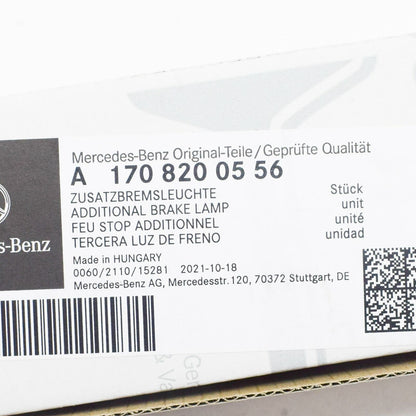 Mercedes-Benz Original-Teile/Geprüfte Qualität
A 170 820 05 56
ZUSATZBREMSLEUCHTE
ADDITIONAL BRAKE LAMP
FEU STOP ADDITIONNEL
TERCERA LUZ DE FRENO
Stück
unit
unité
unidad
s-Benz
Made in HUNGARY
0060/2110/15281 2021-10-18
Mercedes-Benz AG, Mercedesstr.120, 70372 Stuttgart, DE